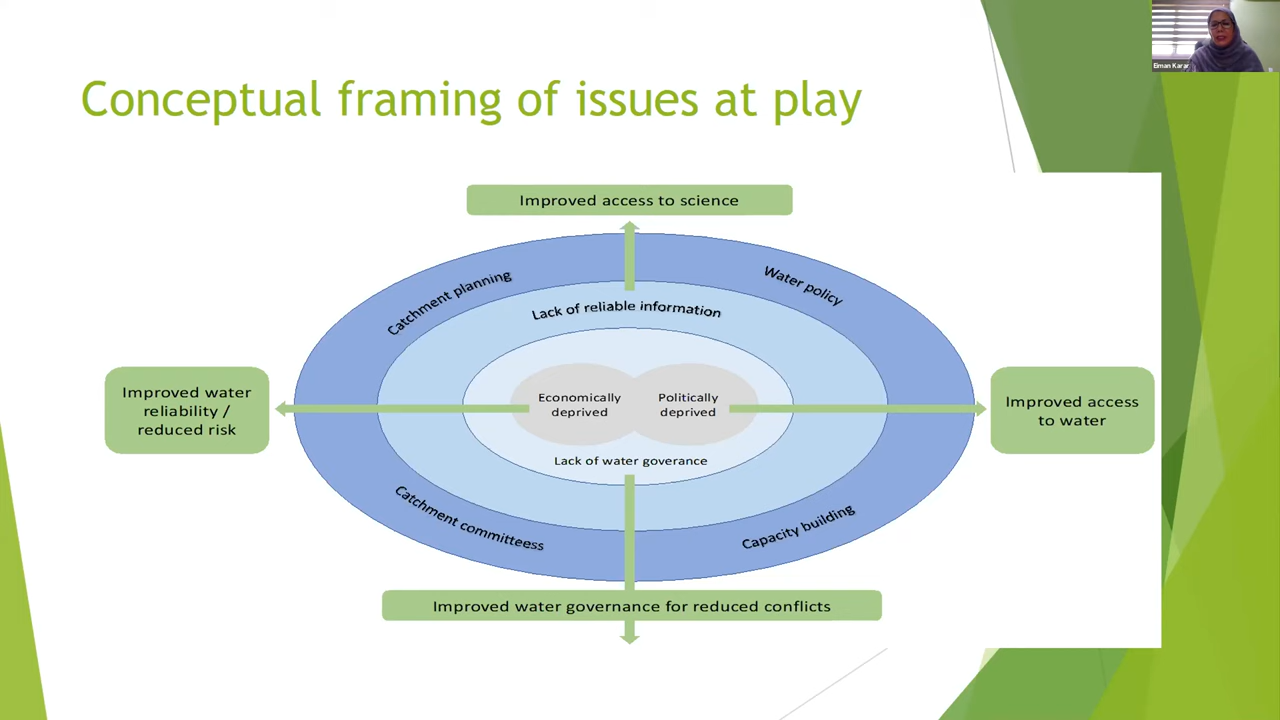 Eiman Karar
Conceptual framing of issues at play
Improved access to science
Catchment planning
Water policy
Lack of reliable information
Improved water
reliability /
reduced risk
Economically
deprived
Politically
deprived
Improved access
to water
Lack of water goverance
Catchment committeess
Capacity building
Improved water governance for reduced conflicts